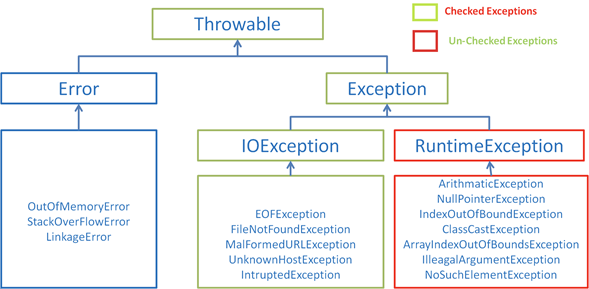 Throwable
Checked Exceptions
Un-Checked Exceptions
Error
Exception
IOException
RuntimeException
OutOfMemoryError
StackOverFlowError
LinkageError
EOFException
FileNotFoundException
MalFormedURLException
UnknownHostException
IntruptedException
ArithmaticException
NullPointerException
IndexOutOfBoundException
ClassCastException
ArrayIndexOutOfBoundsException
IlleagalArgumentException
NoSuchElementException